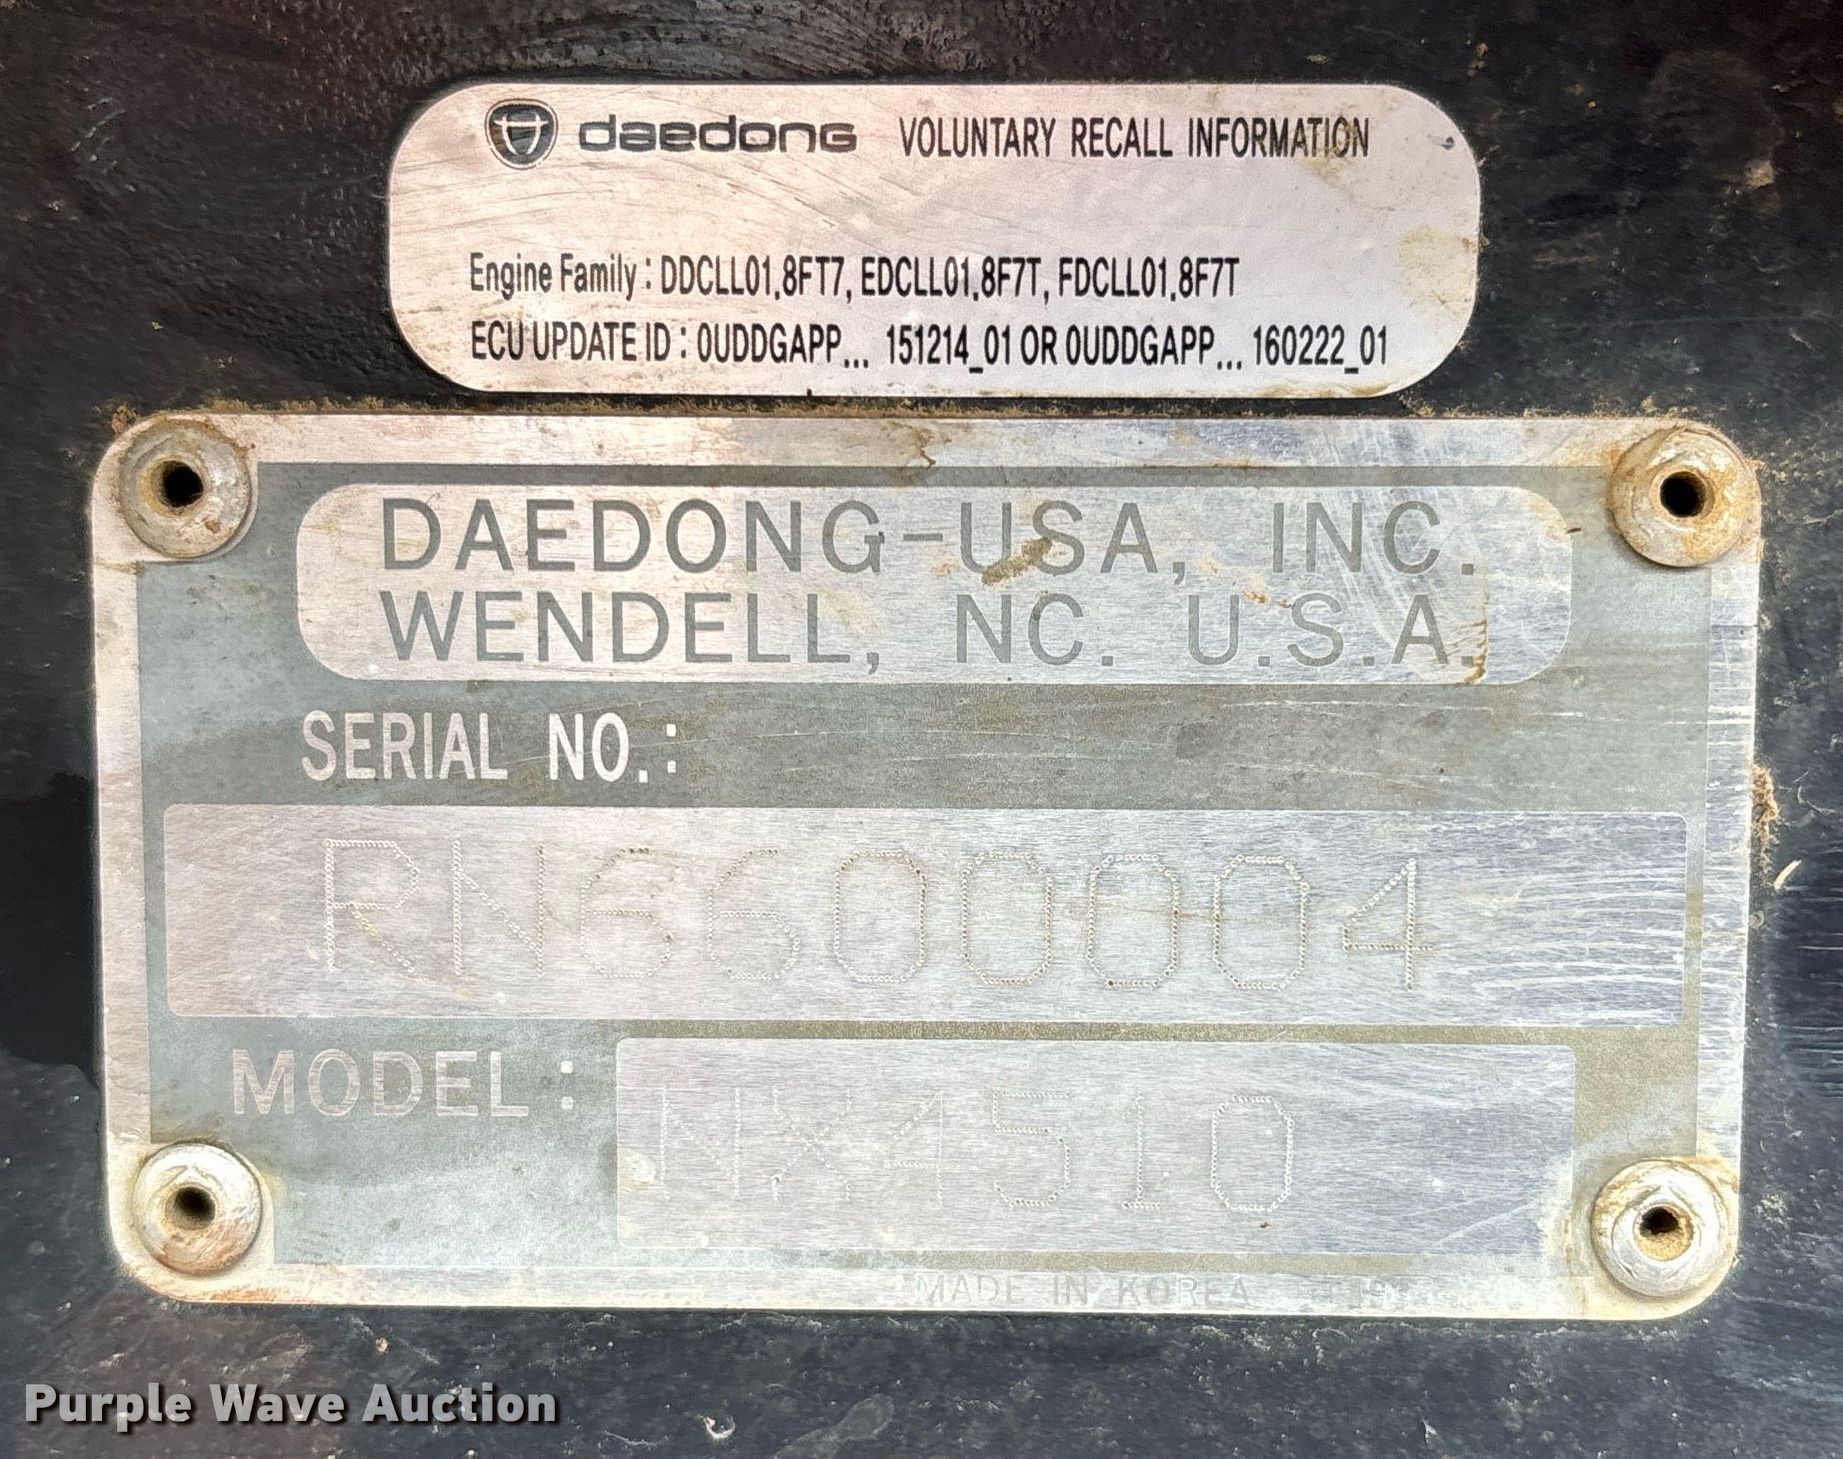 daedong VOLUNTARY RECALL INFORMATION
Engine Family : DDCLL01.8FT7, EDCLL01.8F7T, FDCLL01.8F7T
ECU UPDATE ID : 0UDDGAPP... 151214_01 OR 0UDDGAPP... 160222_01
DAEDONG-USA, INC.
WENDELL, NC. U.S.A.
SERIAL NO.:
RN6600004
MODEL: NX4510
MADE IN KOREA
Purple Wave Auction